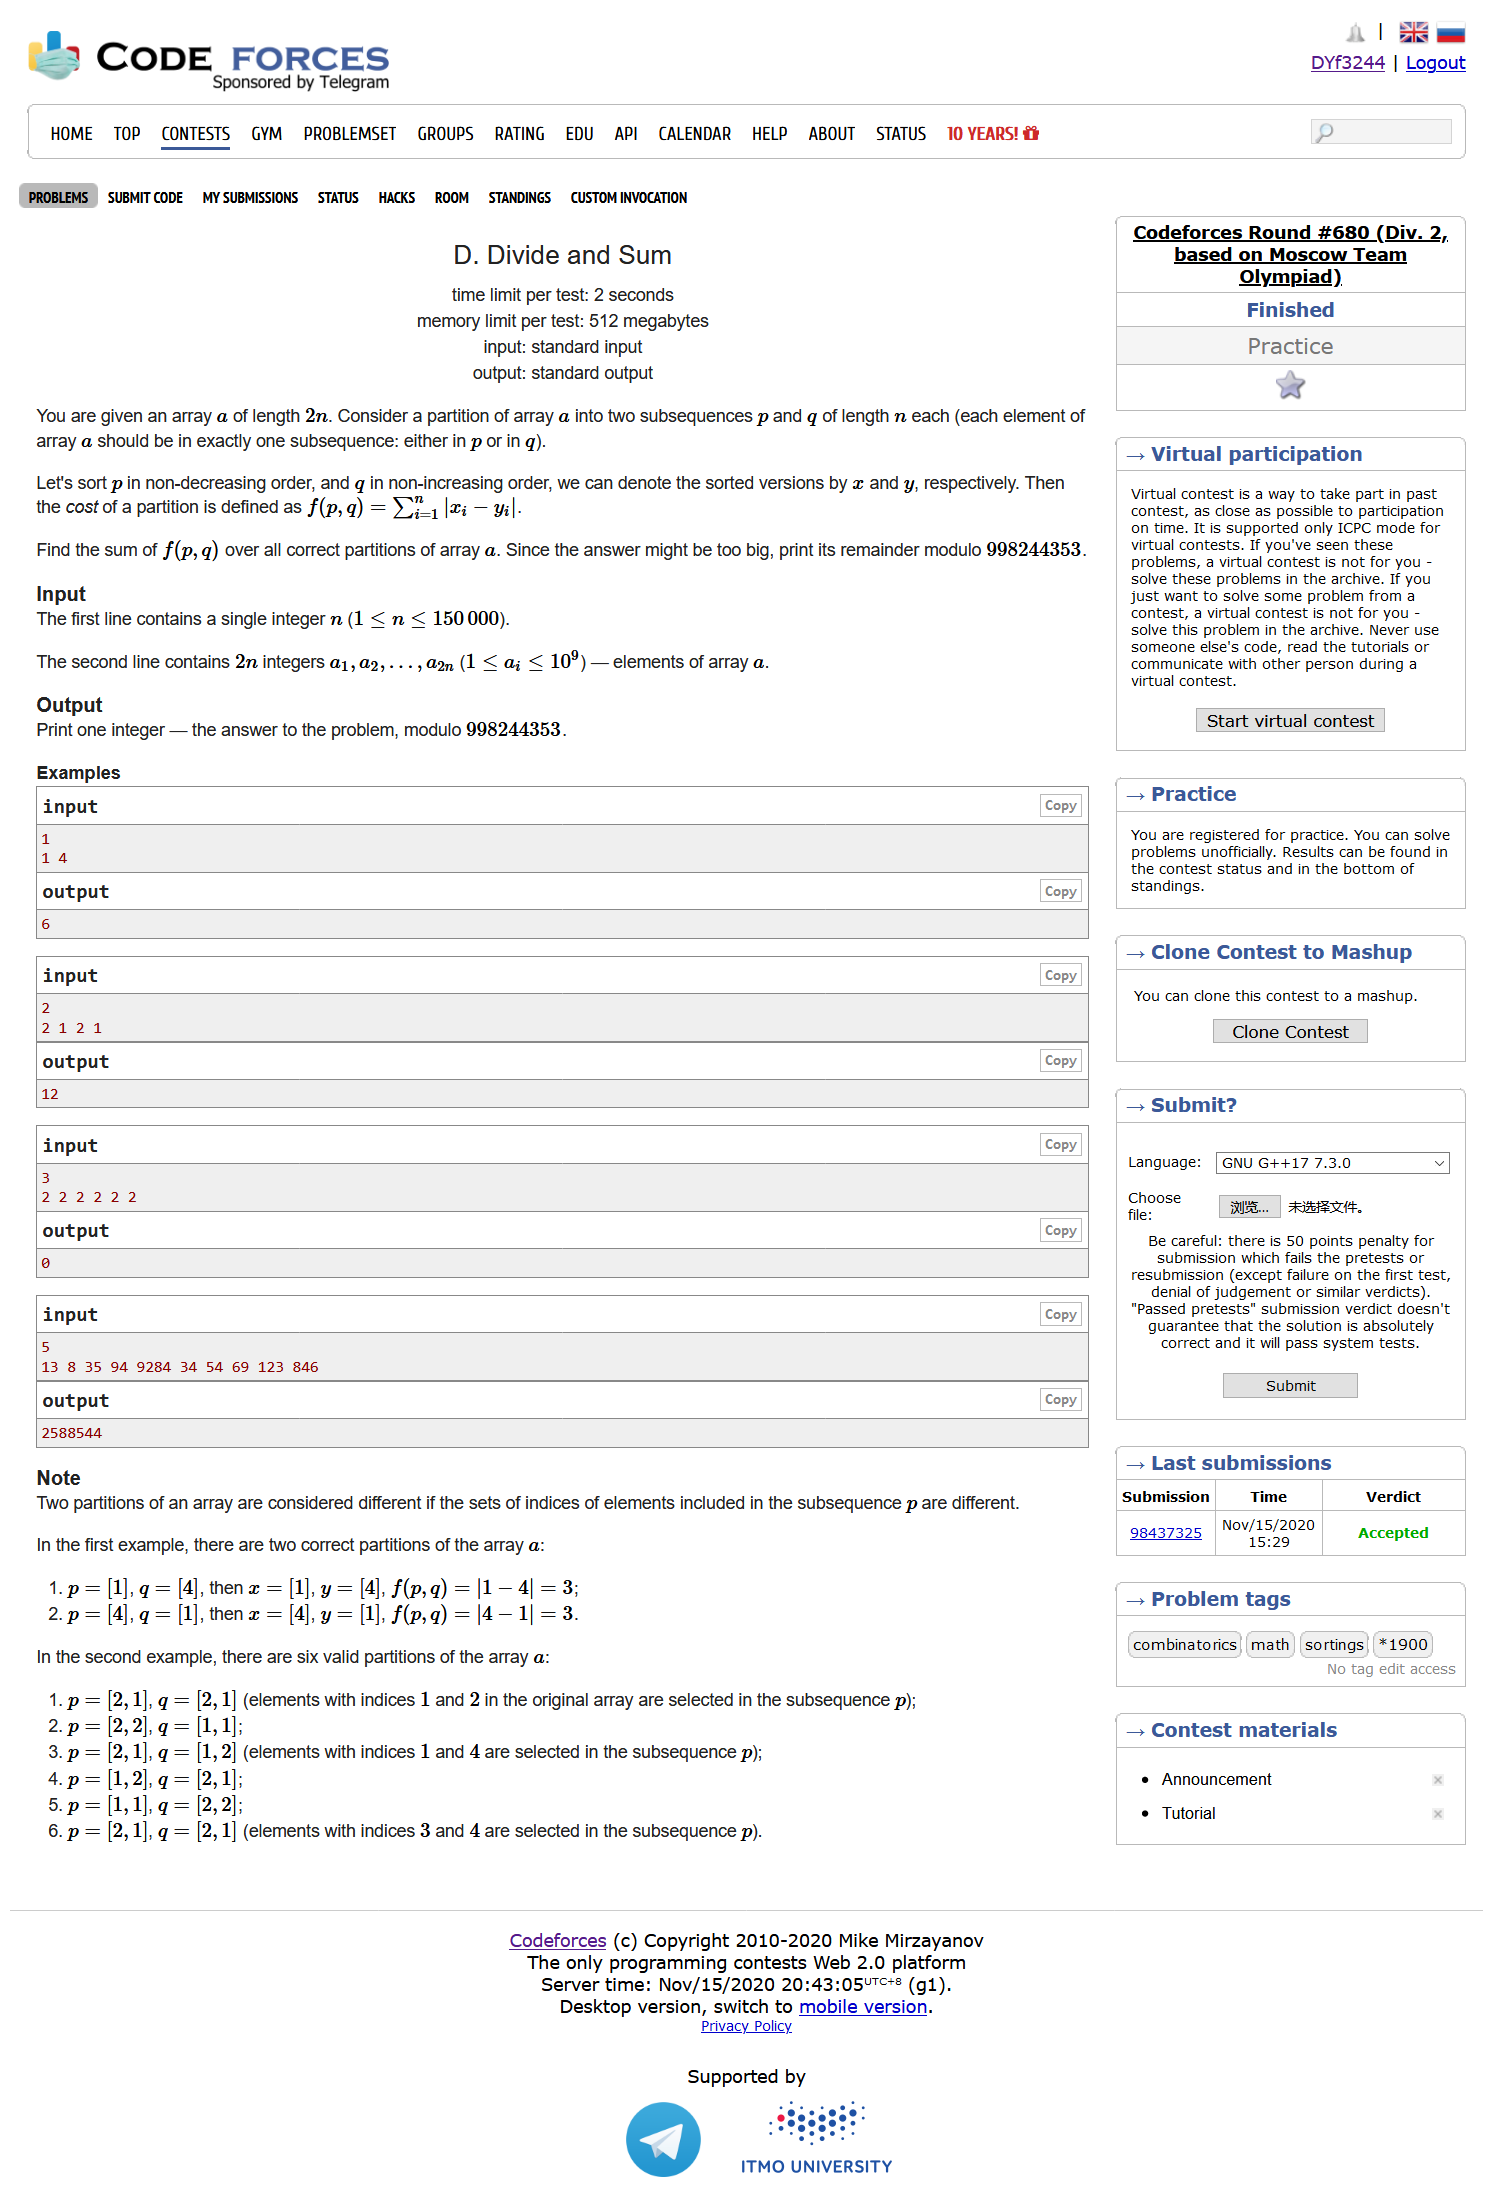 CODE FORCES
Sponsored by Telegram
|
DYf3244 | Logout
HOME TOP CONTESTS GYM PROBLEMSET GROUPS RATING EDU API CALENDAR HELP ABOUT STATUS 10 YEARS!
PROBLEMS SUBMIT CODE MY SUBMISSIONS STATUS HACKS ROOM STANDINGS CUSTOM INVOCATION
D. Divide and Sum
time limit per test: 2 seconds
memory limit per test: 512 megabytes
input: standard input
output: standard output
You are given an array a of length 2n. Consider a partition of array a into two subsequences p and q of length n each (each element of
array a should be in exactly one subsequence: either in p or in q).
Let's sort p in non-decreasing order, and q in non-increasing order, we can denote the sorted versions by x and y, respectively. Then
the cost of a partition is defined as f(p, q) = ∑ⁿᵢ₌₁ |xᵢ − yᵢ|.
Find the sum of f(p, q) over all correct partitions of array a. Since the answer might be too big, print its remainder modulo 998244353.
Input
The first line contains a single integer n (1 ≤ n ≤ 150 000).
The second line contains 2n integers a₁, a₂, . . . , a₂ₙ (1 ≤ aᵢ ≤ 10⁹) — elements of array a.
Output
Print one integer — the answer to the problem, modulo 998244353.
Examples
input Copy
1
1 4
output Copy
6
input Copy
2
2 1 2 1
output Copy
12
input Copy
3
2 2 2 2 2 2
output Copy
0
input Copy
5
13 8 35 94 9284 34 54 69 123 846
output Copy
2588544
Note
Two partitions of an array are considered different if the sets of indices of elements included in the subsequence p are different.
In the first example, there are two correct partitions of the array a:
1. p = [1], q = [4], then x = [1], y = [4], f(p, q) = |1 − 4| = 3;
2. p = [4], q = [1], then x = [4], y = [1], f(p, q) = |4 − 1| = 3.
In the second example, there are six valid partitions of the array a:
1. p = [2, 1], q = [2, 1] (elements with indices 1 and 2 in the original array are selected in the subsequence p);
2. p = [2, 2], q = [1, 1];
3. p = [2, 1], q = [1, 2] (elements with indices 1 and 4 are selected in the subsequence p);
4. p = [1, 2], q = [2, 1];
5. p = [1, 1], q = [2, 2];
6. p = [2, 1], q = [2, 1] (elements with indices 3 and 4 are selected in the subsequence p).
Codeforces Round #680 (Div. 2,
based on Moscow Team
Olympiad)
Finished
Practice
→ Virtual participation
Virtual contest is a way to take part in past
contest, as close as possible to participation
on time. It is supported only ICPC mode for
virtual contests. If you've seen these
problems, a virtual contest is not for you -
solve these problems in the archive. If you
just want to solve some problem from a
contest, a virtual contest is not for you -
solve this problem in the archive. Never use
someone else's code, read the tutorials or
communicate with other person during a
virtual contest.
Start virtual contest
→ Practice
You are registered for practice. You can solve
problems unofficially. Results can be found in
the contest status and in the bottom of
standings.
→ Clone Contest to Mashup
You can clone this contest to a mashup.
Clone Contest
→ Submit?
Language: GNU G++17 7.3.0
Choose
file: 浏览... 未选择文件。
Be careful: there is 50 points penalty for
submission which fails the pretests or
resubmission (except failure on the first test,
denial of judgement or similar verdicts).
"Passed pretests" submission verdict doesn't
guarantee that the solution is absolutely
correct and it will pass system tests.
Submit
→ Last submissions
Submission Time Verdict
98437325 Nov/15/2020 15:29 Accepted
→ Problem tags
combinatorics math sortings *1900
No tag edit access
→ Contest materials
• Announcement
• Tutorial
Codeforces (c) Copyright 2010-2020 Mike Mirzayanov
The only programming contests Web 2.0 platform
Server time: Nov/15/2020 20:43:05 UTC+8 (g1).
Desktop version, switch to mobile version.
Privacy Policy
Supported by
ITMO UNIVERSITY